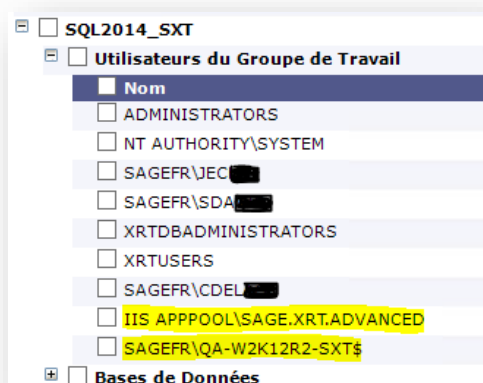 SQL2014_SXT
Utilisateurs du Groupe de Travail
Nom
ADMINISTRATORS
NT AUTHORITY\SYSTEM
SAGEFR\JEC
SAGEFR\SDA
XRTDBADMINISTRATORS
XRTUSERS
SAGEFR\CDEL
IIS APPPOOL\SAGE.XRT.ADVANCED
SAGEFR\QA-W2K12R2-SXT$
Bases de Données